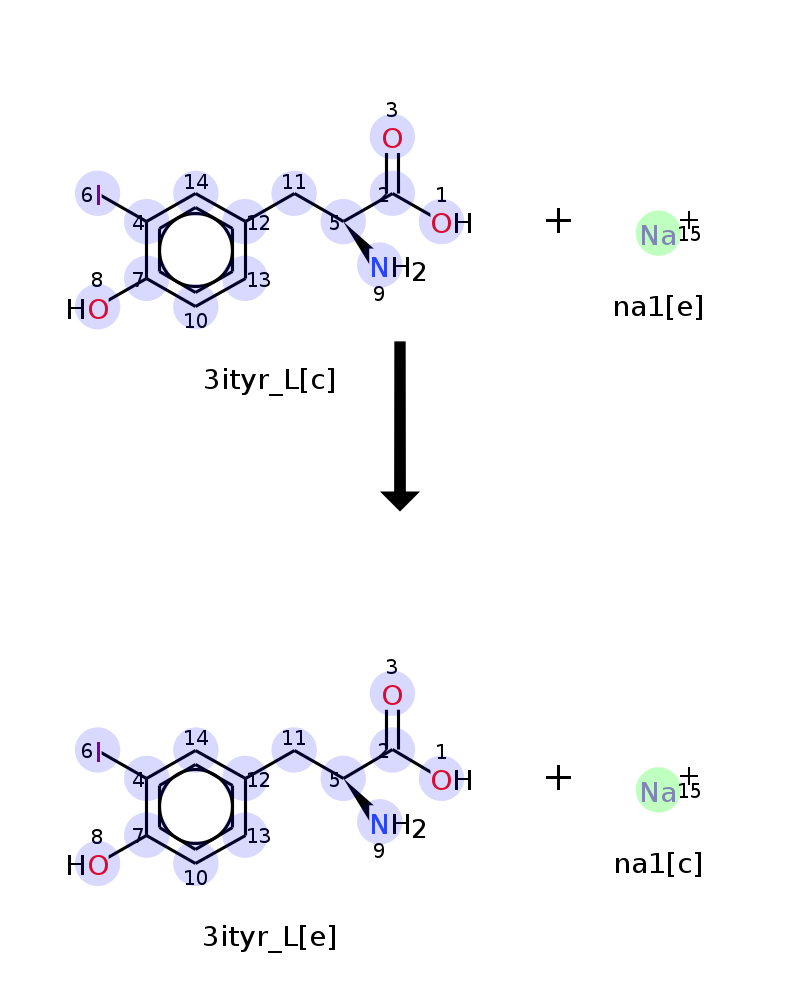 3
O
6 I 14 11 2 1
4 12 5 OH + Na+ 15
8 7 13 NH2
HO 10 9 na1[e]
3ityr_L[c]
3
O
6 I 14 11 2 1
4 12 5 OH + Na+ 15
8 7 13 NH2
HO 10 9 na1[c]
3ityr_L[e]